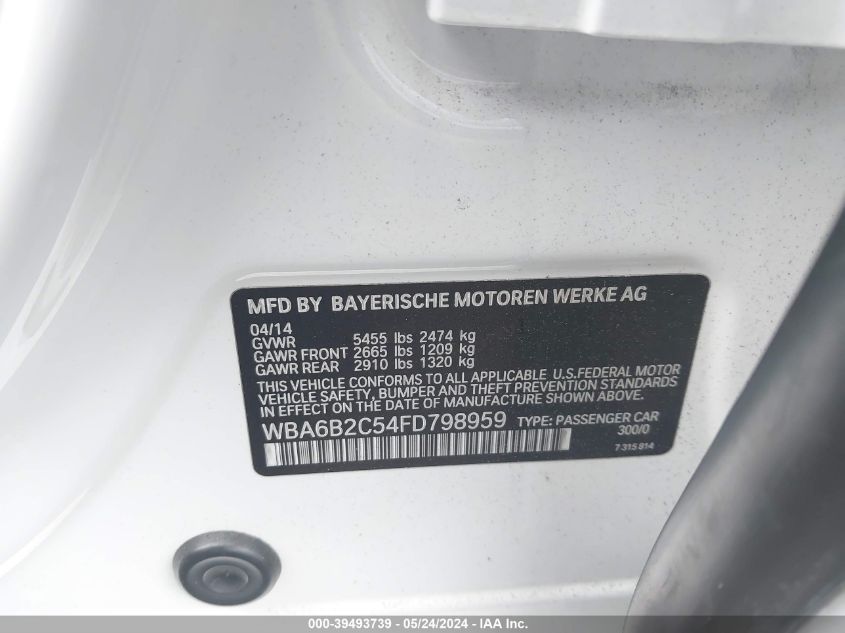 MFD BY BAYERISCHE MOTOREN WERKE AG
04/14
GVWR 5455 lbs 2474 kg
GAWR FRONT 2665 lbs 1209 kg
GAWR REAR 2910 lbs 1320 kg
THIS VEHICLE CONFORMS TO ALL APPLICABLE U.S.FEDERAL MOTOR
VEHICLE SAFETY, BUMPER AND THEFT PREVENTION STANDARDS
IN EFFECT ON THE DATE OF MANUFACTURE SHOWN ABOVE.
WBA6B2C54FD798959 TYPE: PASSENGER CAR
300/0
7 315 814
000-39493739 - 05/24/2024 - IAA Inc.